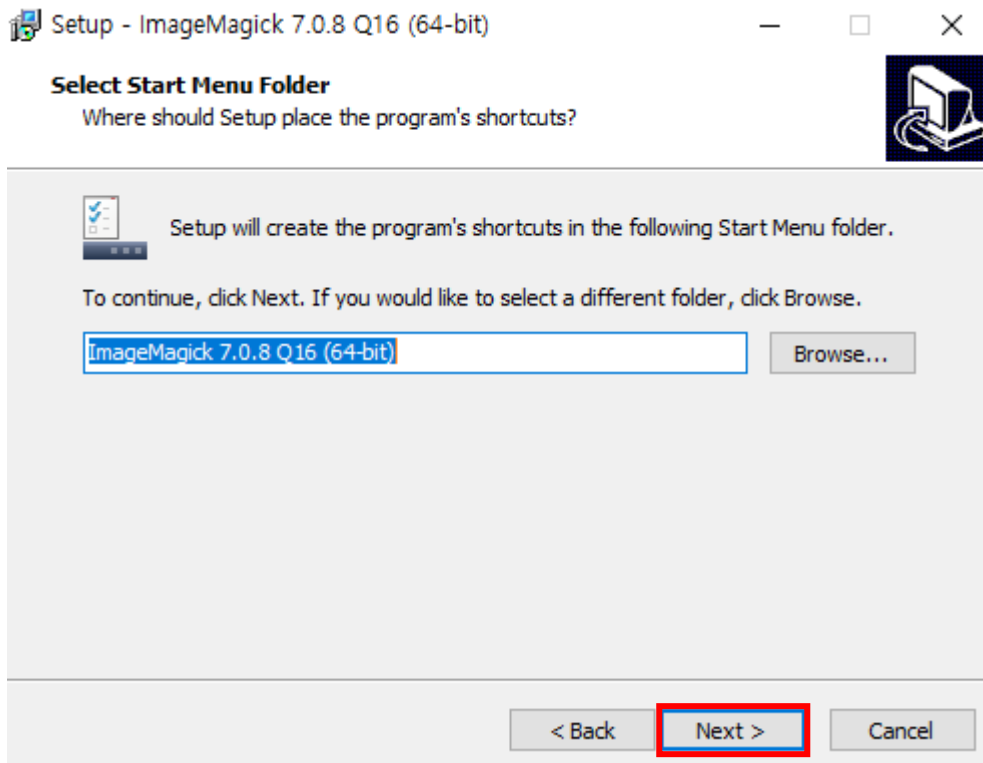 Setup - ImageMagick 7.0.8 Q16 (64-bit)
Select Start Menu Folder
Where should Setup place the program's shortcuts?
Setup will create the program's shortcuts in the following Start Menu folder.
To continue, click Next. If you would like to select a different folder, click Browse.
ImageMagick 7.0.8 Q16 (64-bit)
Browse...
< Back
Next >
Cancel